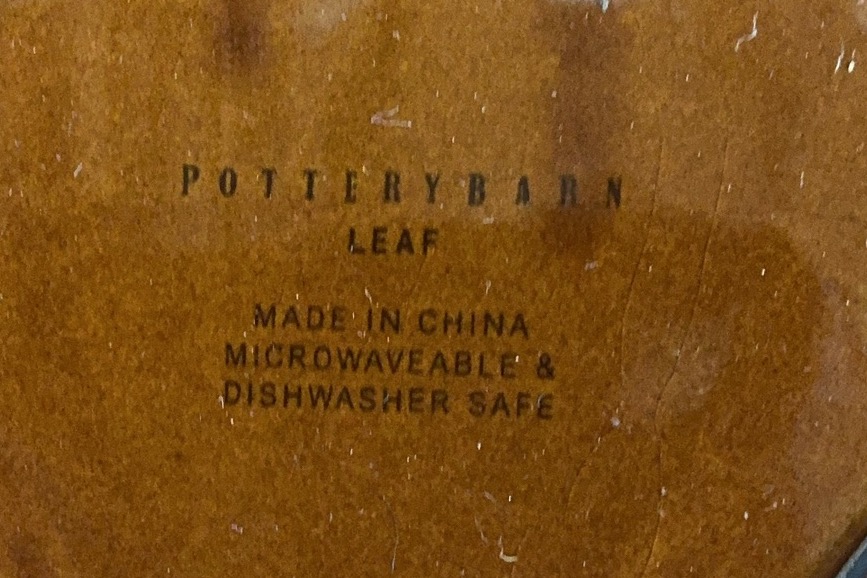 POTTERYBARN
LEAF
MADE IN CHINA
MICROWAVEABLE &
DISHWASHER SAFE